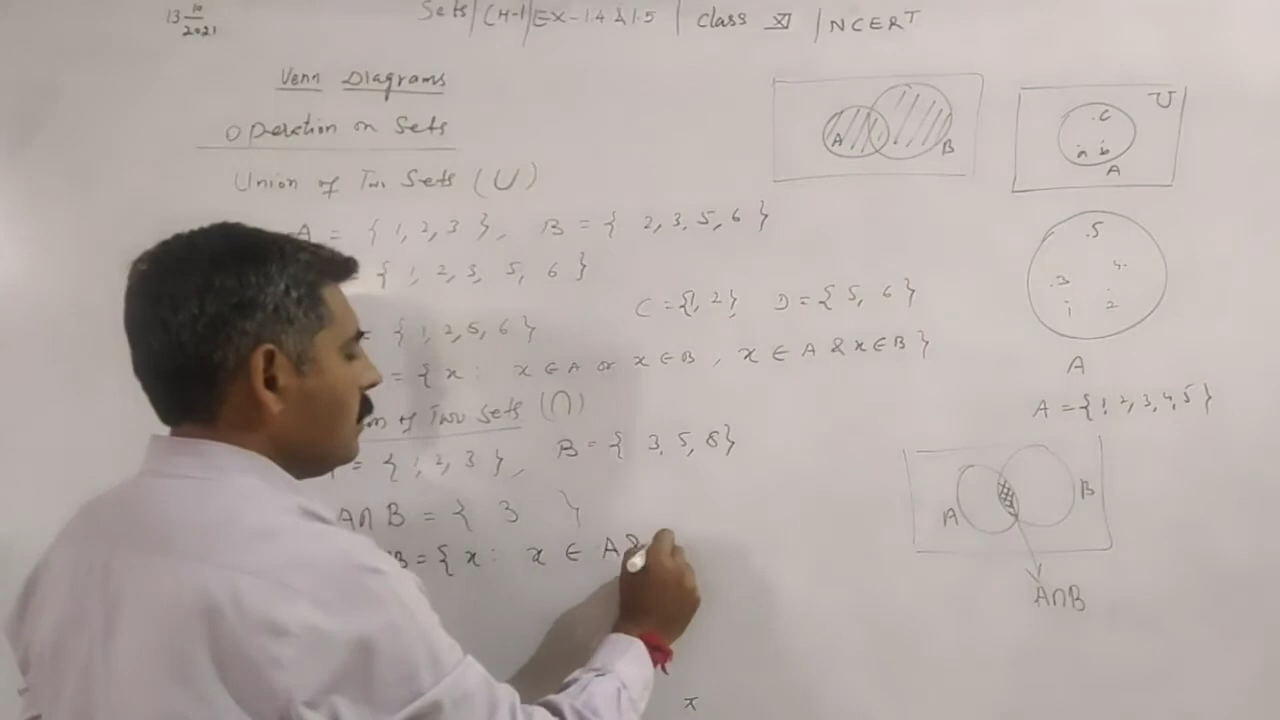 13 10/2021
Sets | CH-1 | EX-1.4 & 1.5 | Class XI | NCERT
Venn Diagrams
Operation on Sets
Union of Two Sets (U)
A = { 1, 2, 3 }, B = { 2, 3, 5, 6 }
= { 1, 2, 3, 5, 6 }
C = {1, 2}, D = { 5, 6 }
= { 1, 2, 5, 6 }
= { x : x ∈ A or x ∈ B , x ∈ A & x ∈ B }
of Two Sets (∩)
= { 1, 2, 3 }, B = { 3, 5, 8 }
A∩B = { 3 }
B = { x : x ∈ A &
x
A
B
U
.c
a b
A
.5
4.
.3
1
2
A
A = { 1, 2, 3, 4, 5 }
A
B
A∩B